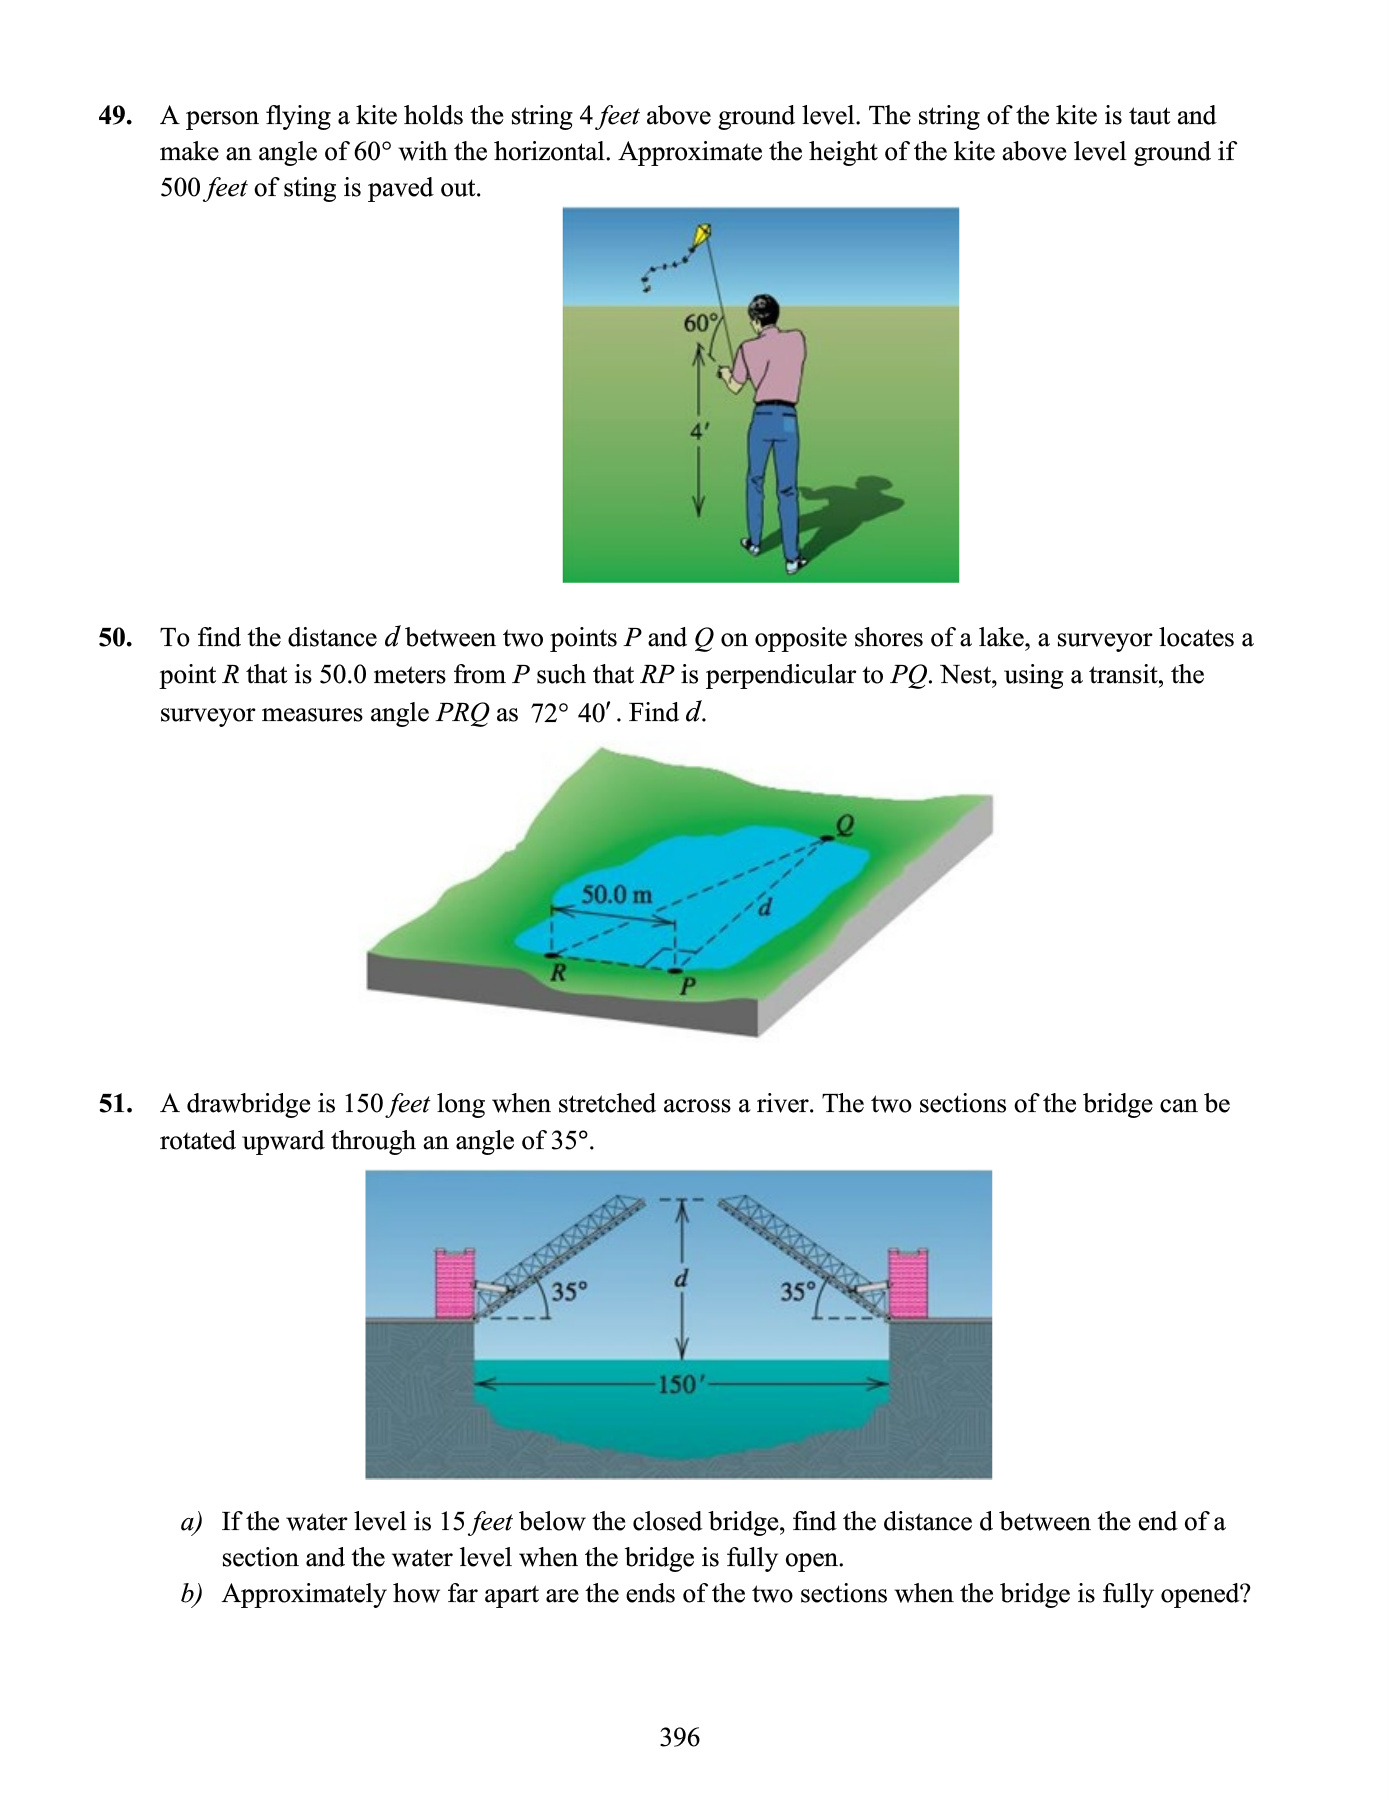 49. A person flying a kite holds the string 4 feet above ground level. The string of the kite is taut and
make an angle of 60° with the horizontal. Approximate the height of the kite above level ground if
500 feet of sting is paved out.
60°
4′
50. To find the distance d between two points P and Q on opposite shores of a lake, a surveyor locates a
point R that is 50.0 meters from P such that RP is perpendicular to PQ. Nest, using a transit, the
surveyor measures angle PRQ as 72° 40′ . Find d.
Q
50.0 m
d
R
P
51. A drawbridge is 150 feet long when stretched across a river. The two sections of the bridge can be
rotated upward through an angle of 35°.
d
35°
35°
150′
a) If the water level is 15 feet below the closed bridge, find the distance d between the end of a
section and the water level when the bridge is fully open.
b) Approximately how far apart are the ends of the two sections when the bridge is fully opened?
396